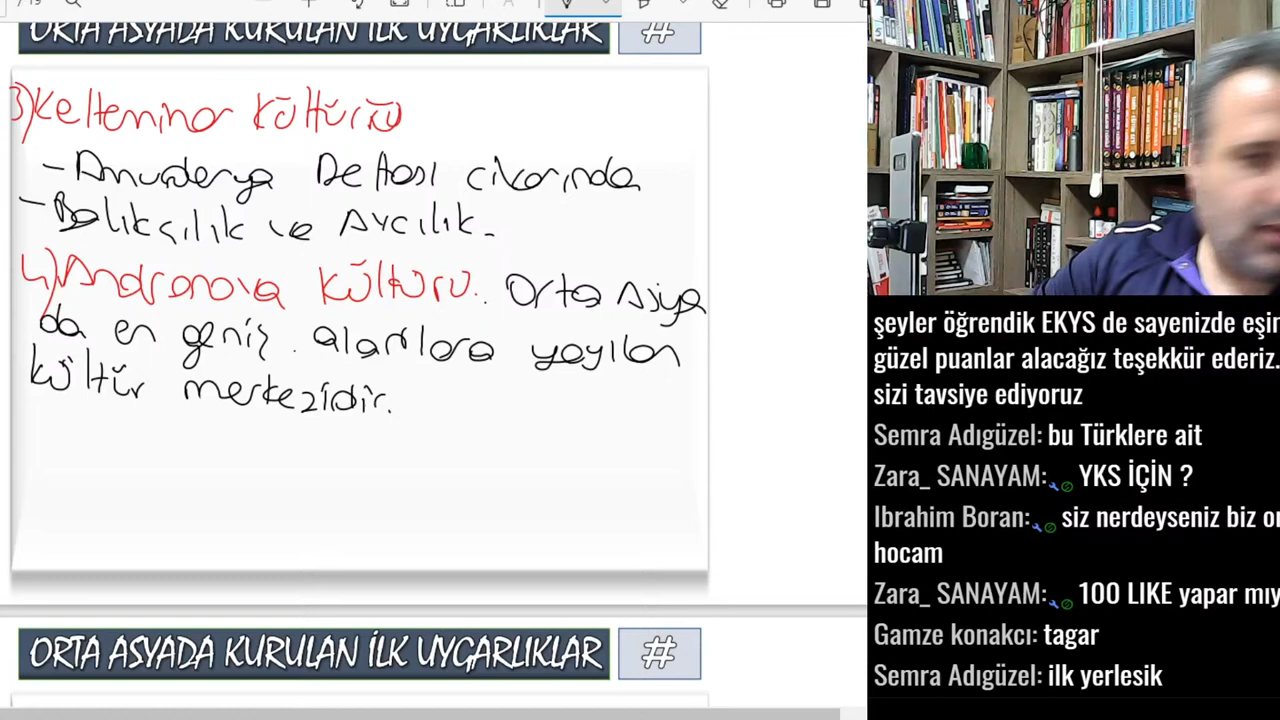 ORTA ASYADA KURULAN İLK UYGARLIKLAR #
3) Kelteminar Kültürü
- Amuderya Deltası civarında
- Balıkçılık ve Avcılık.
4) Andronova Kültürü. Orta Asya
da en geniş alanlara yayılan
kültür merkezidir.
ORTA ASYADA KURULAN İLK UYGARLIKLAR #
şeyler öğrendik EKYS de sayenizde eşim
güzel puanlar alacağız teşekkür ederiz.
sizi tavsiye ediyoruz
Semra Adıgüzel: bu Türklere ait
Zara_ SANAYAM: YKS İÇİN ?
Ibrahim Boran: siz nerdeyseniz biz
hocam
Zara_ SANAYAM: 100 LIKE yapar
Gamze konakcı: tagar
Semra Adıgüzel: ilk yerlesik